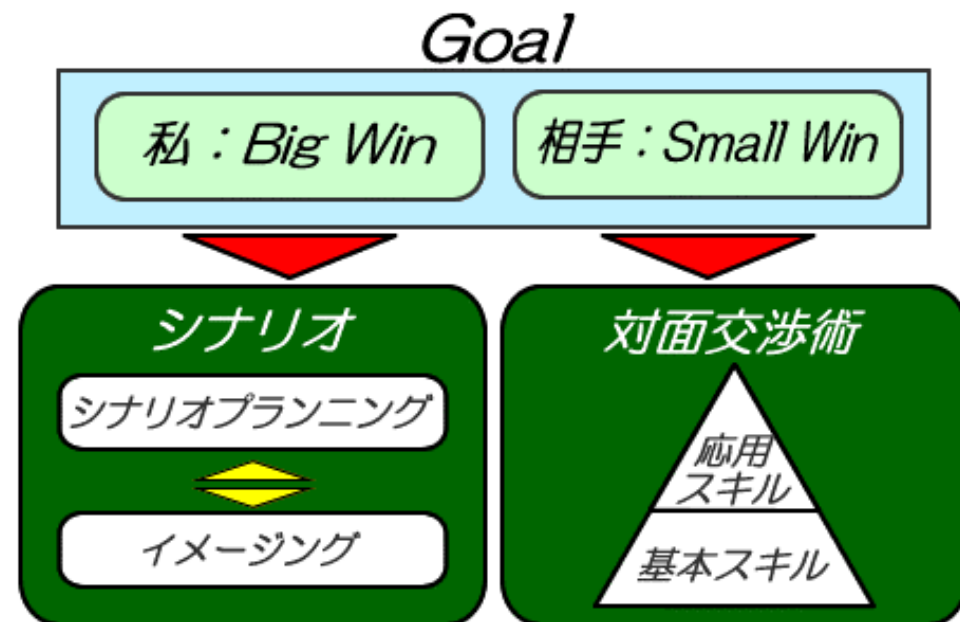 Goal
私：Big Win
相手：Small Win
シナリオ
シナリオプランニング
イメージング
対面交渉術
応用
スキル
基本スキル